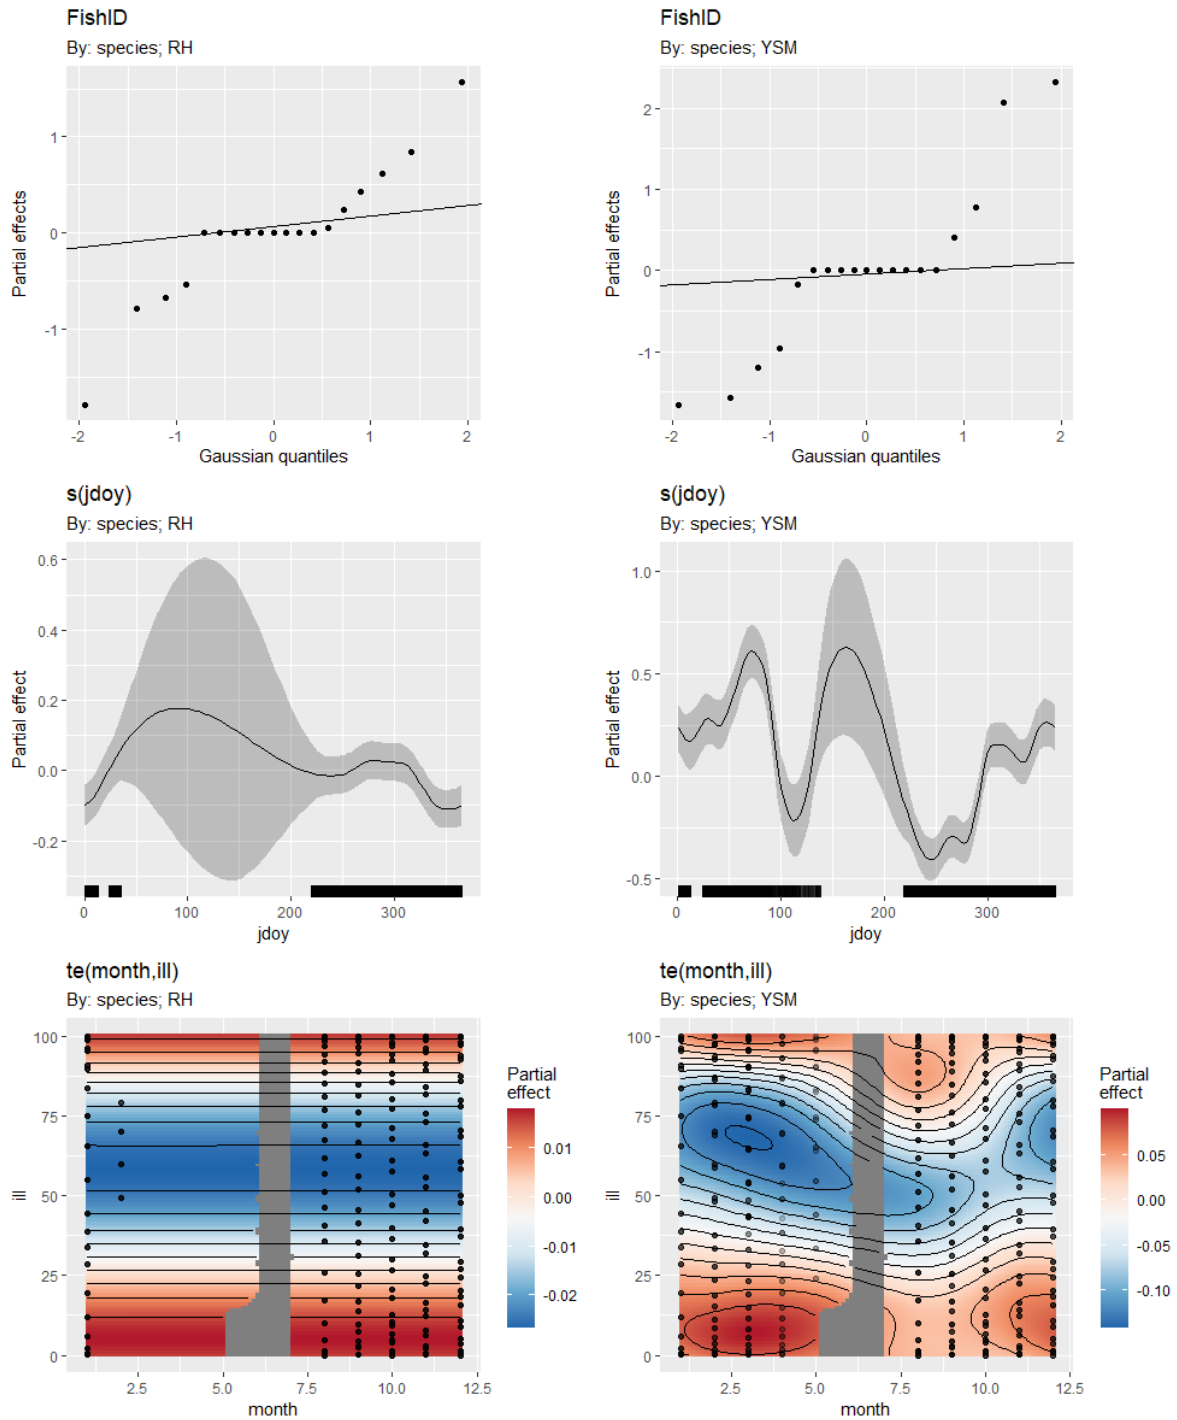 FishID
By: species; RH
1
0
-1
Partial effects
-2 -1 0 1 2
Gaussian quantiles
FishID
By: species; YSM
2
1
0
-1
Partial effects
-2 -1 0 1 2
Gaussian quantiles
s(jdoy)
By: species; RH
0.6
0.4
0.2
0.0
-0.2
Partial effect
0 100 200 300
jdoy
s(jdoy)
By: species; YSM
1.0
0.5
0.0
-0.5
Partial effect
0 100 200 300
jdoy
te(month,ill)
By: species; RH
100
75
50
25
0
ill
2.5 5.0 7.5 10.0 12.5
month
Partial
effect
0.01
0.00
-0.01
-0.02
te(month,ill)
By: species; YSM
100
75
50
25
0
ill
2.5 5.0 7.5 10.0 12.5
month
Partial
effect
0.05
0.00
-0.05
-0.10